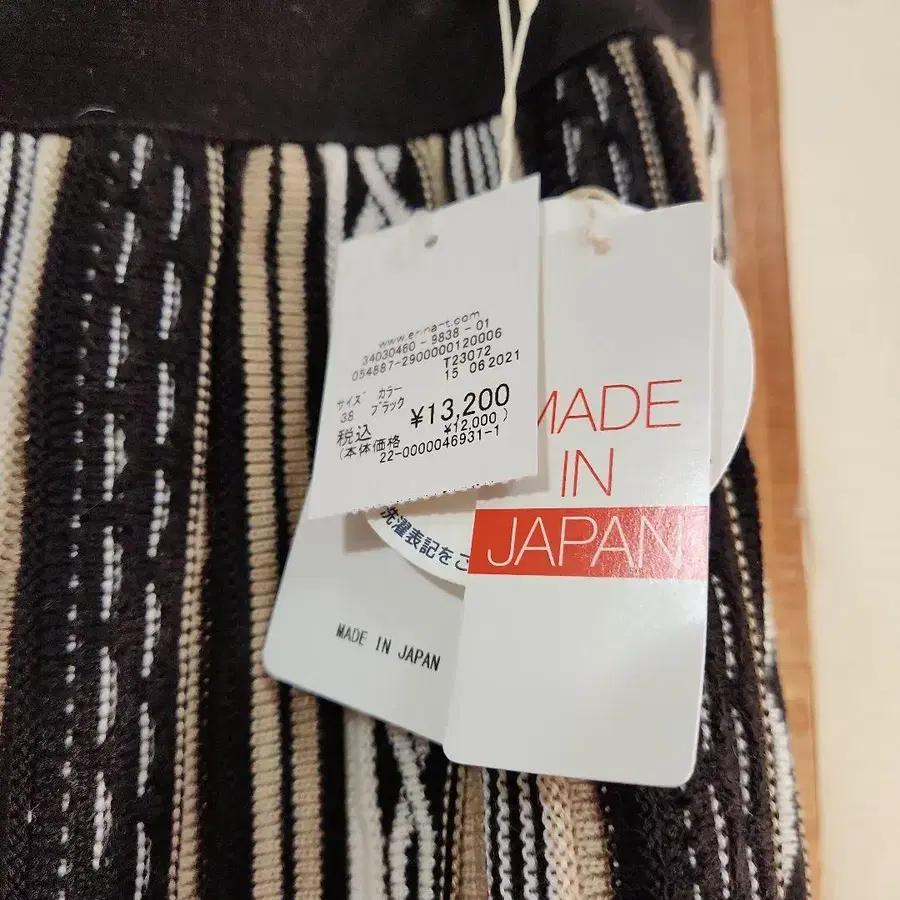 www.erina-t.com
34030460 - 9838 - 01
054887-2900000120006
T23072
15 062021
サイズ カラー
38 ブラック
¥13,200
税込
(本体価格 ¥12,000 )
22-0000046931-1
MADE
IN
JAPAN
洗濯表記をご
MADE IN JAPAN